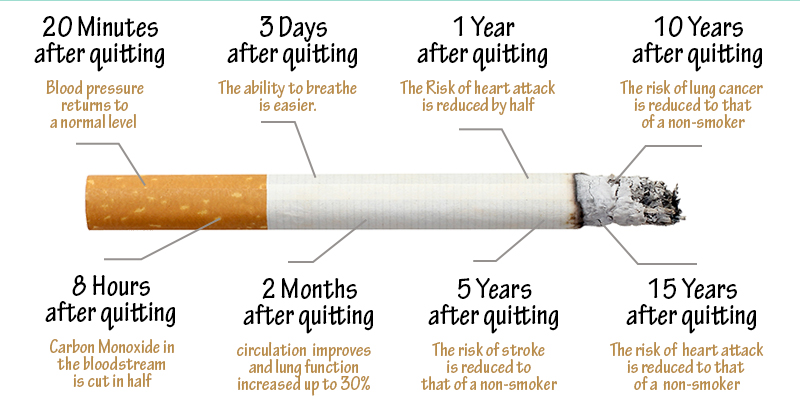 20 Minutes
after quitting
Blood pressure
returns to
a normal level
3 Days
after quitting
The ability to breathe
is easier.
1 Year
after quitting
The Risk of heart attack
is reduced by half
10 Years
after quitting
The risk of lung cancer
is reduced to that
of a non-smoker
8 Hours
after quitting
Carbon Monoxide in
the bloodstream
is cut in half
2 Months
after quitting
circulation improves
and lung function
increased up to 30%
5 Years
after quitting
The risk of stroke
is reduced to
that of a non-smoker
15 Years
after quitting
The risk of heart attack
is reduced to that
of a non-smoker